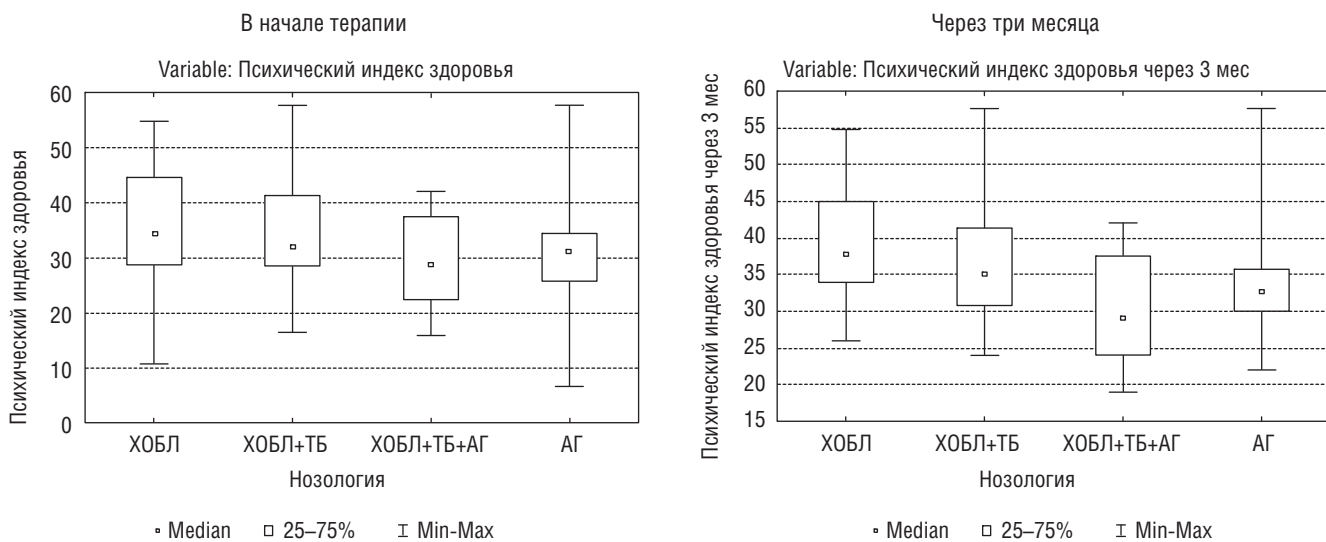 В начале терапии
Variable: Психический индекс здоровья
Психический индекс здоровья
60
50
40
30
20
10
0
ХОБЛ ХОБЛ+ТБ ХОБЛ+ТБ+АГ АГ
Нозология
Median 25–75% Min-Max
Через три месяца
Variable: Психический индекс здоровья через 3 мес
Психический индекс здоровья через 3 мес
60
55
50
45
40
35
30
25
20
15
ХОБЛ ХОБЛ+ТБ ХОБЛ+ТБ+АГ АГ
Нозология
Median 25–75% Min-Max